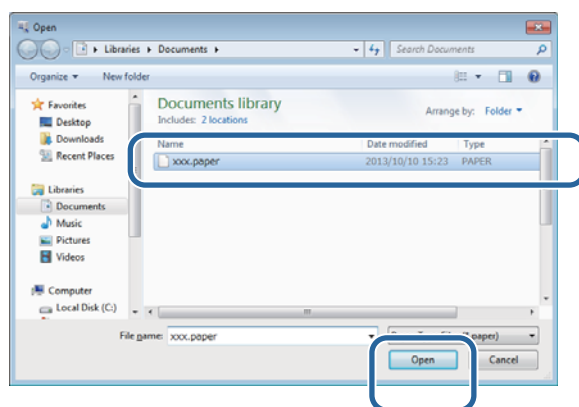 Open
Libraries Documents
Search Documents
Organize New folder
Favorites
Desktop
Downloads
Recent Places
Libraries
Documents
Music
Pictures
Videos
Computer
Local Disk (C:)
Documents library
Includes: 2 locations
Arrange by: Folder
Name Date modified Type
xxx.paper 2013/10/10 15:23 PAPER
File name: xxx.paper
paper)
Open Cancel